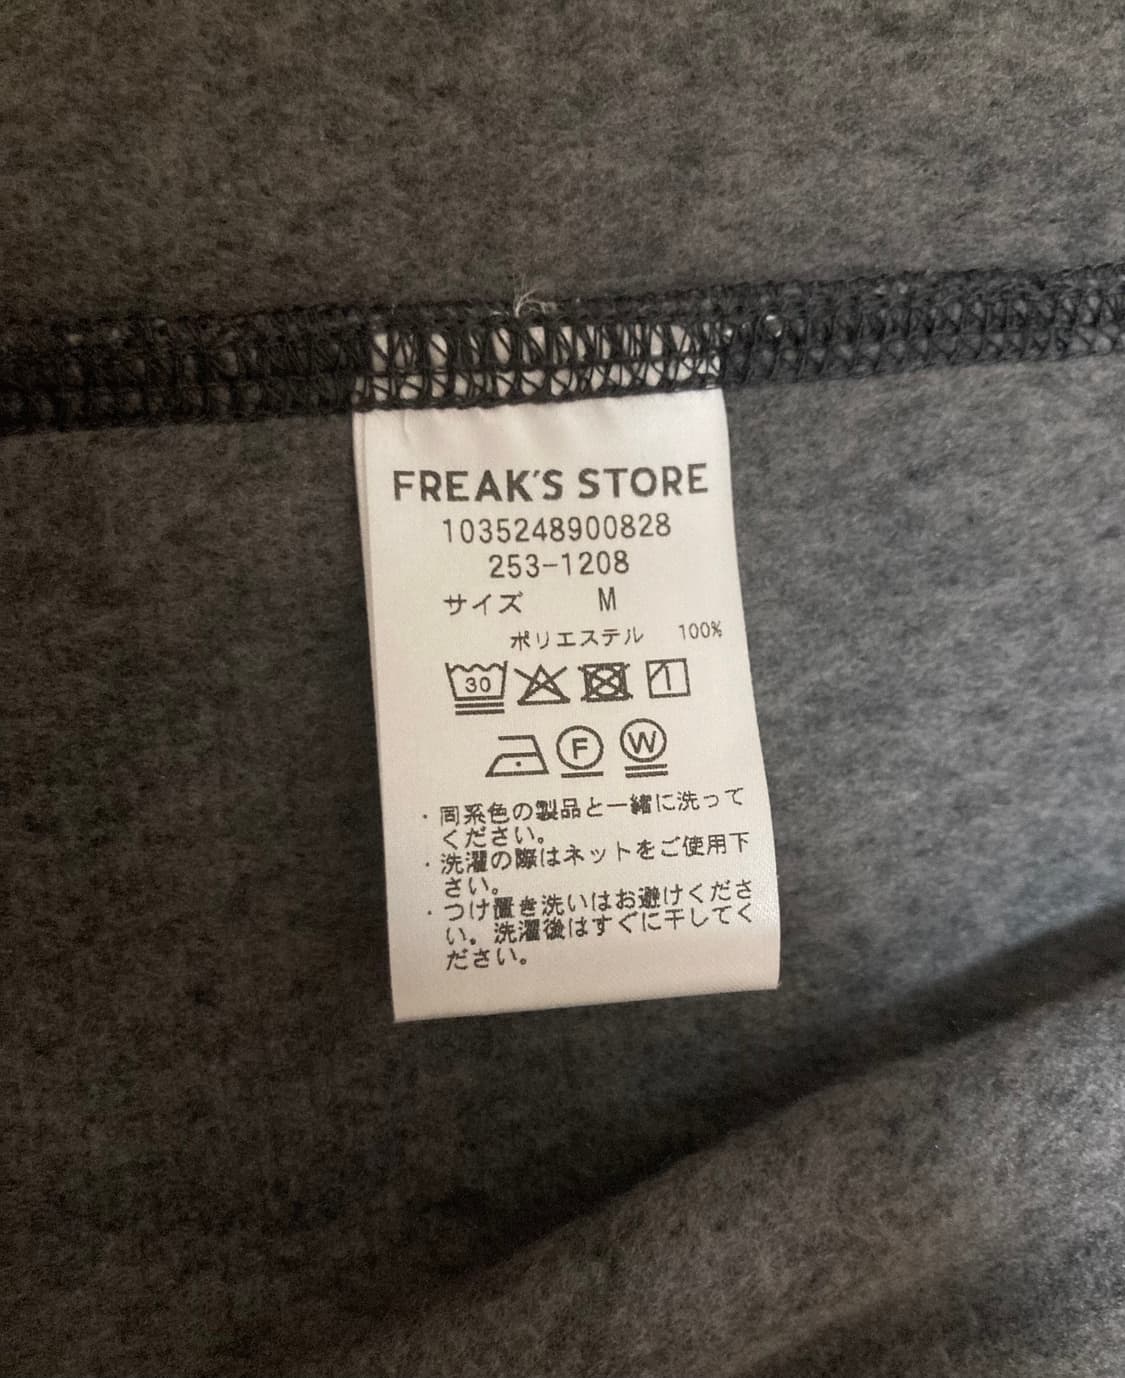 FREAK'S STORE
1035248900828
253-1208
サイズ M
ポリエステル 100%
30
F W
・同系色の製品と一緒に洗って
ください。
・洗濯の際はネットをご使用下
さい。
・つけ置き洗いはお避けくださ
い。洗濯後はすぐに干してく
ださい。